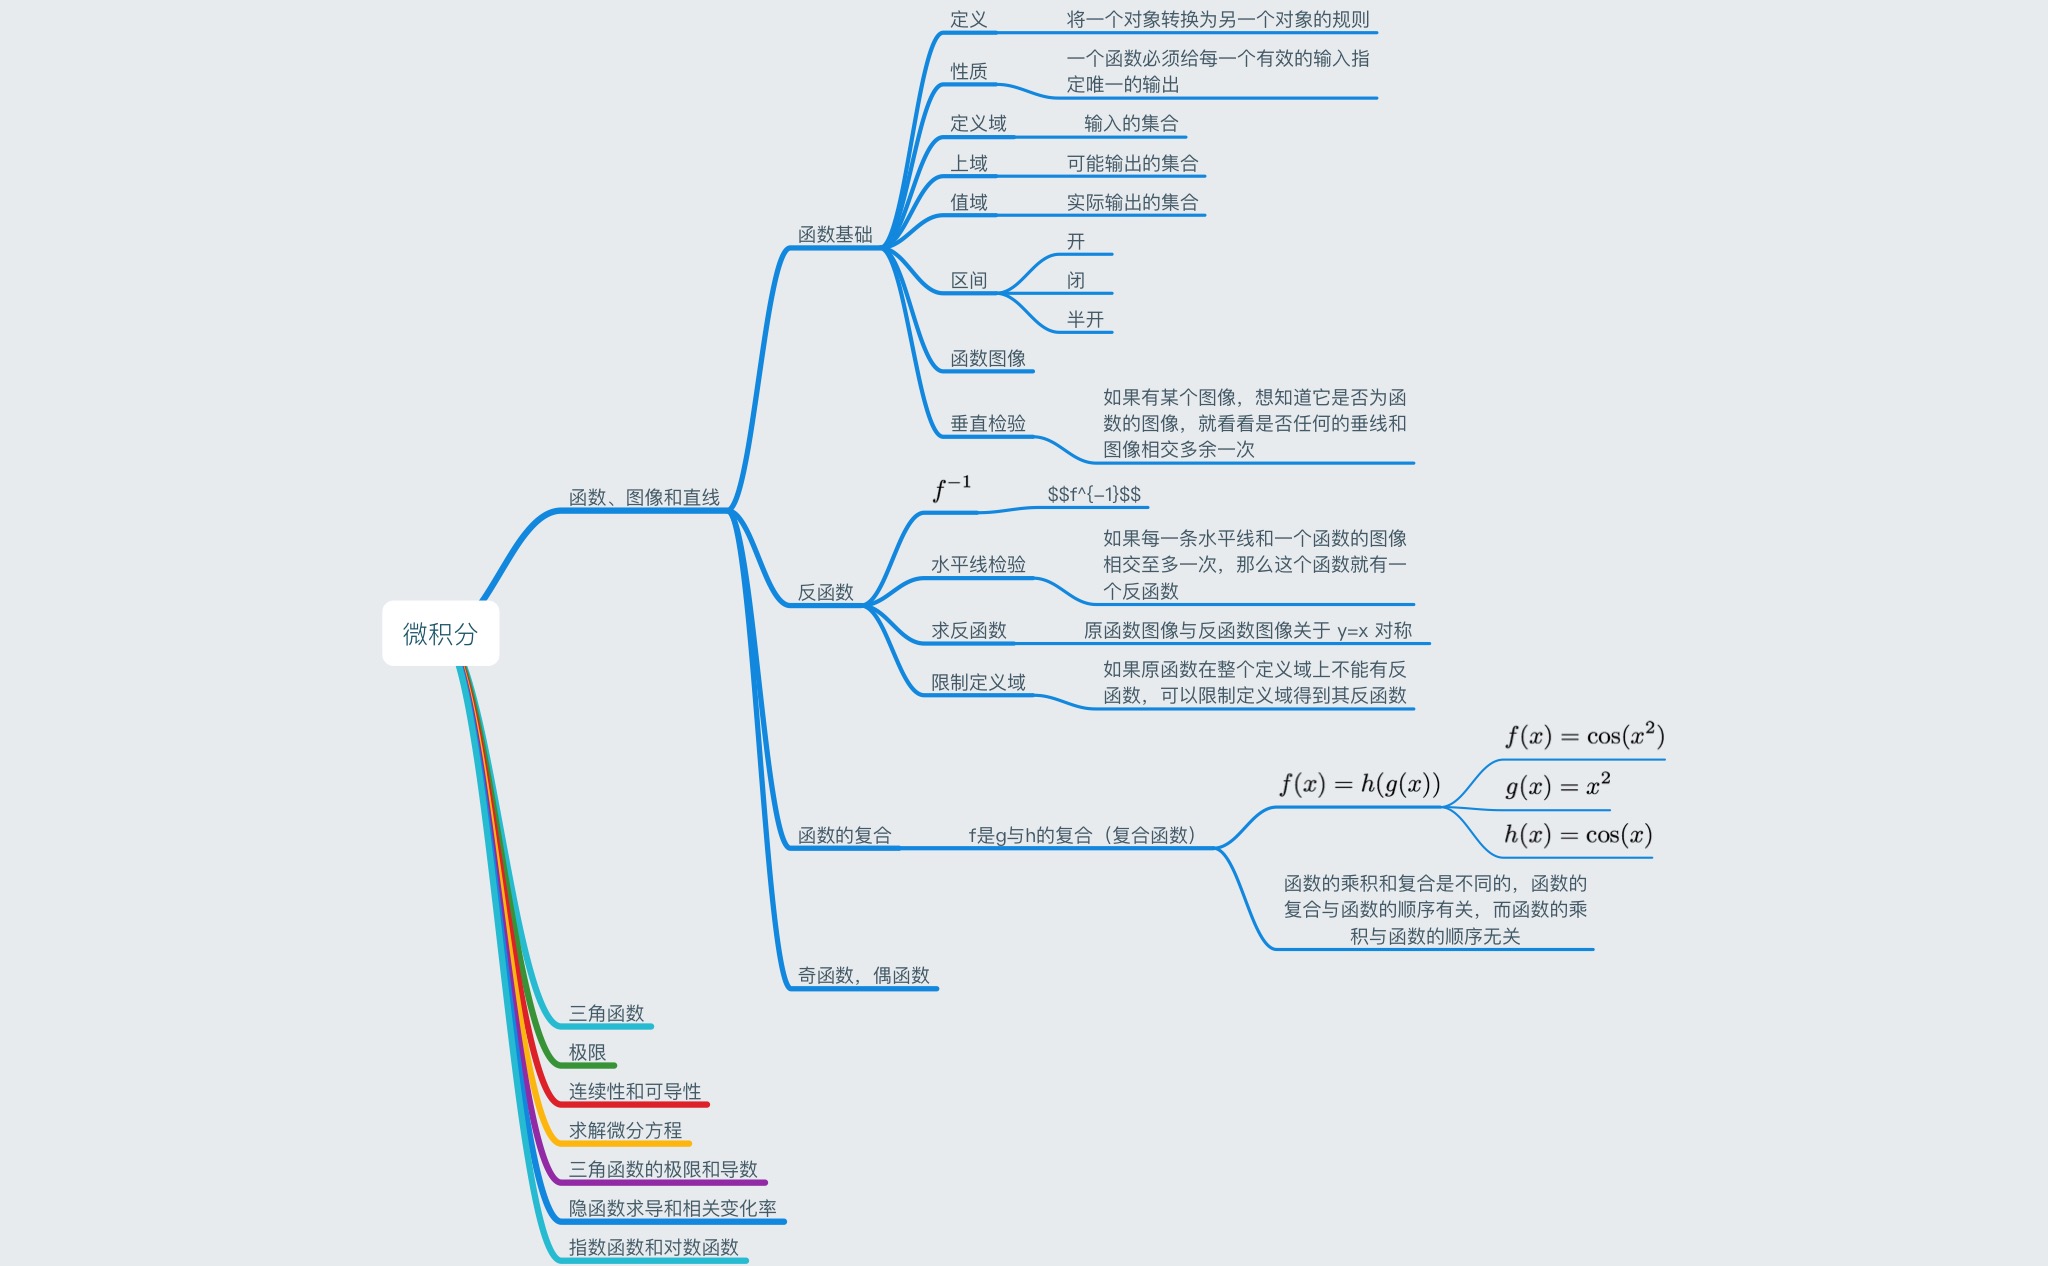 微积分
函数、图像和直线
函数基础
定义
将一个对象转换为另一个对象的规则
性质
一个函数必须给每一个有效的输入指
定唯一的输出
定义域
输入的集合
上域
可能输出的集合
值域
实际输出的集合
区间
开
闭
半开
函数图像
垂直检验
如果有某个图像，想知道它是否为函
数的图像，就看看是否任何的垂线和
图像相交多余一次
反函数
f^{-1}
$$f^{-1}$$
水平线检验
如果每一条水平线和一个函数的图像
相交至多一次，那么这个函数就有一
个反函数
求反函数
原函数图像与反函数图像关于 y=x 对称
限制定义域
如果原函数在整个定义域上不能有反
函数，可以限制定义域得到其反函数
函数的复合
f是g与h的复合（复合函数）
f(x) = h(g(x))
f(x) = cos(x²)
g(x) = x²
h(x) = cos(x)
函数的乘积和复合是不同的，函数的
复合与函数的顺序有关，而函数的乘
积与函数的顺序无关
奇函数，偶函数
三角函数
极限
连续性和可导性
求解微分方程
三角函数的极限和导数
隐函数求导和相关变化率
指数函数和对数函数